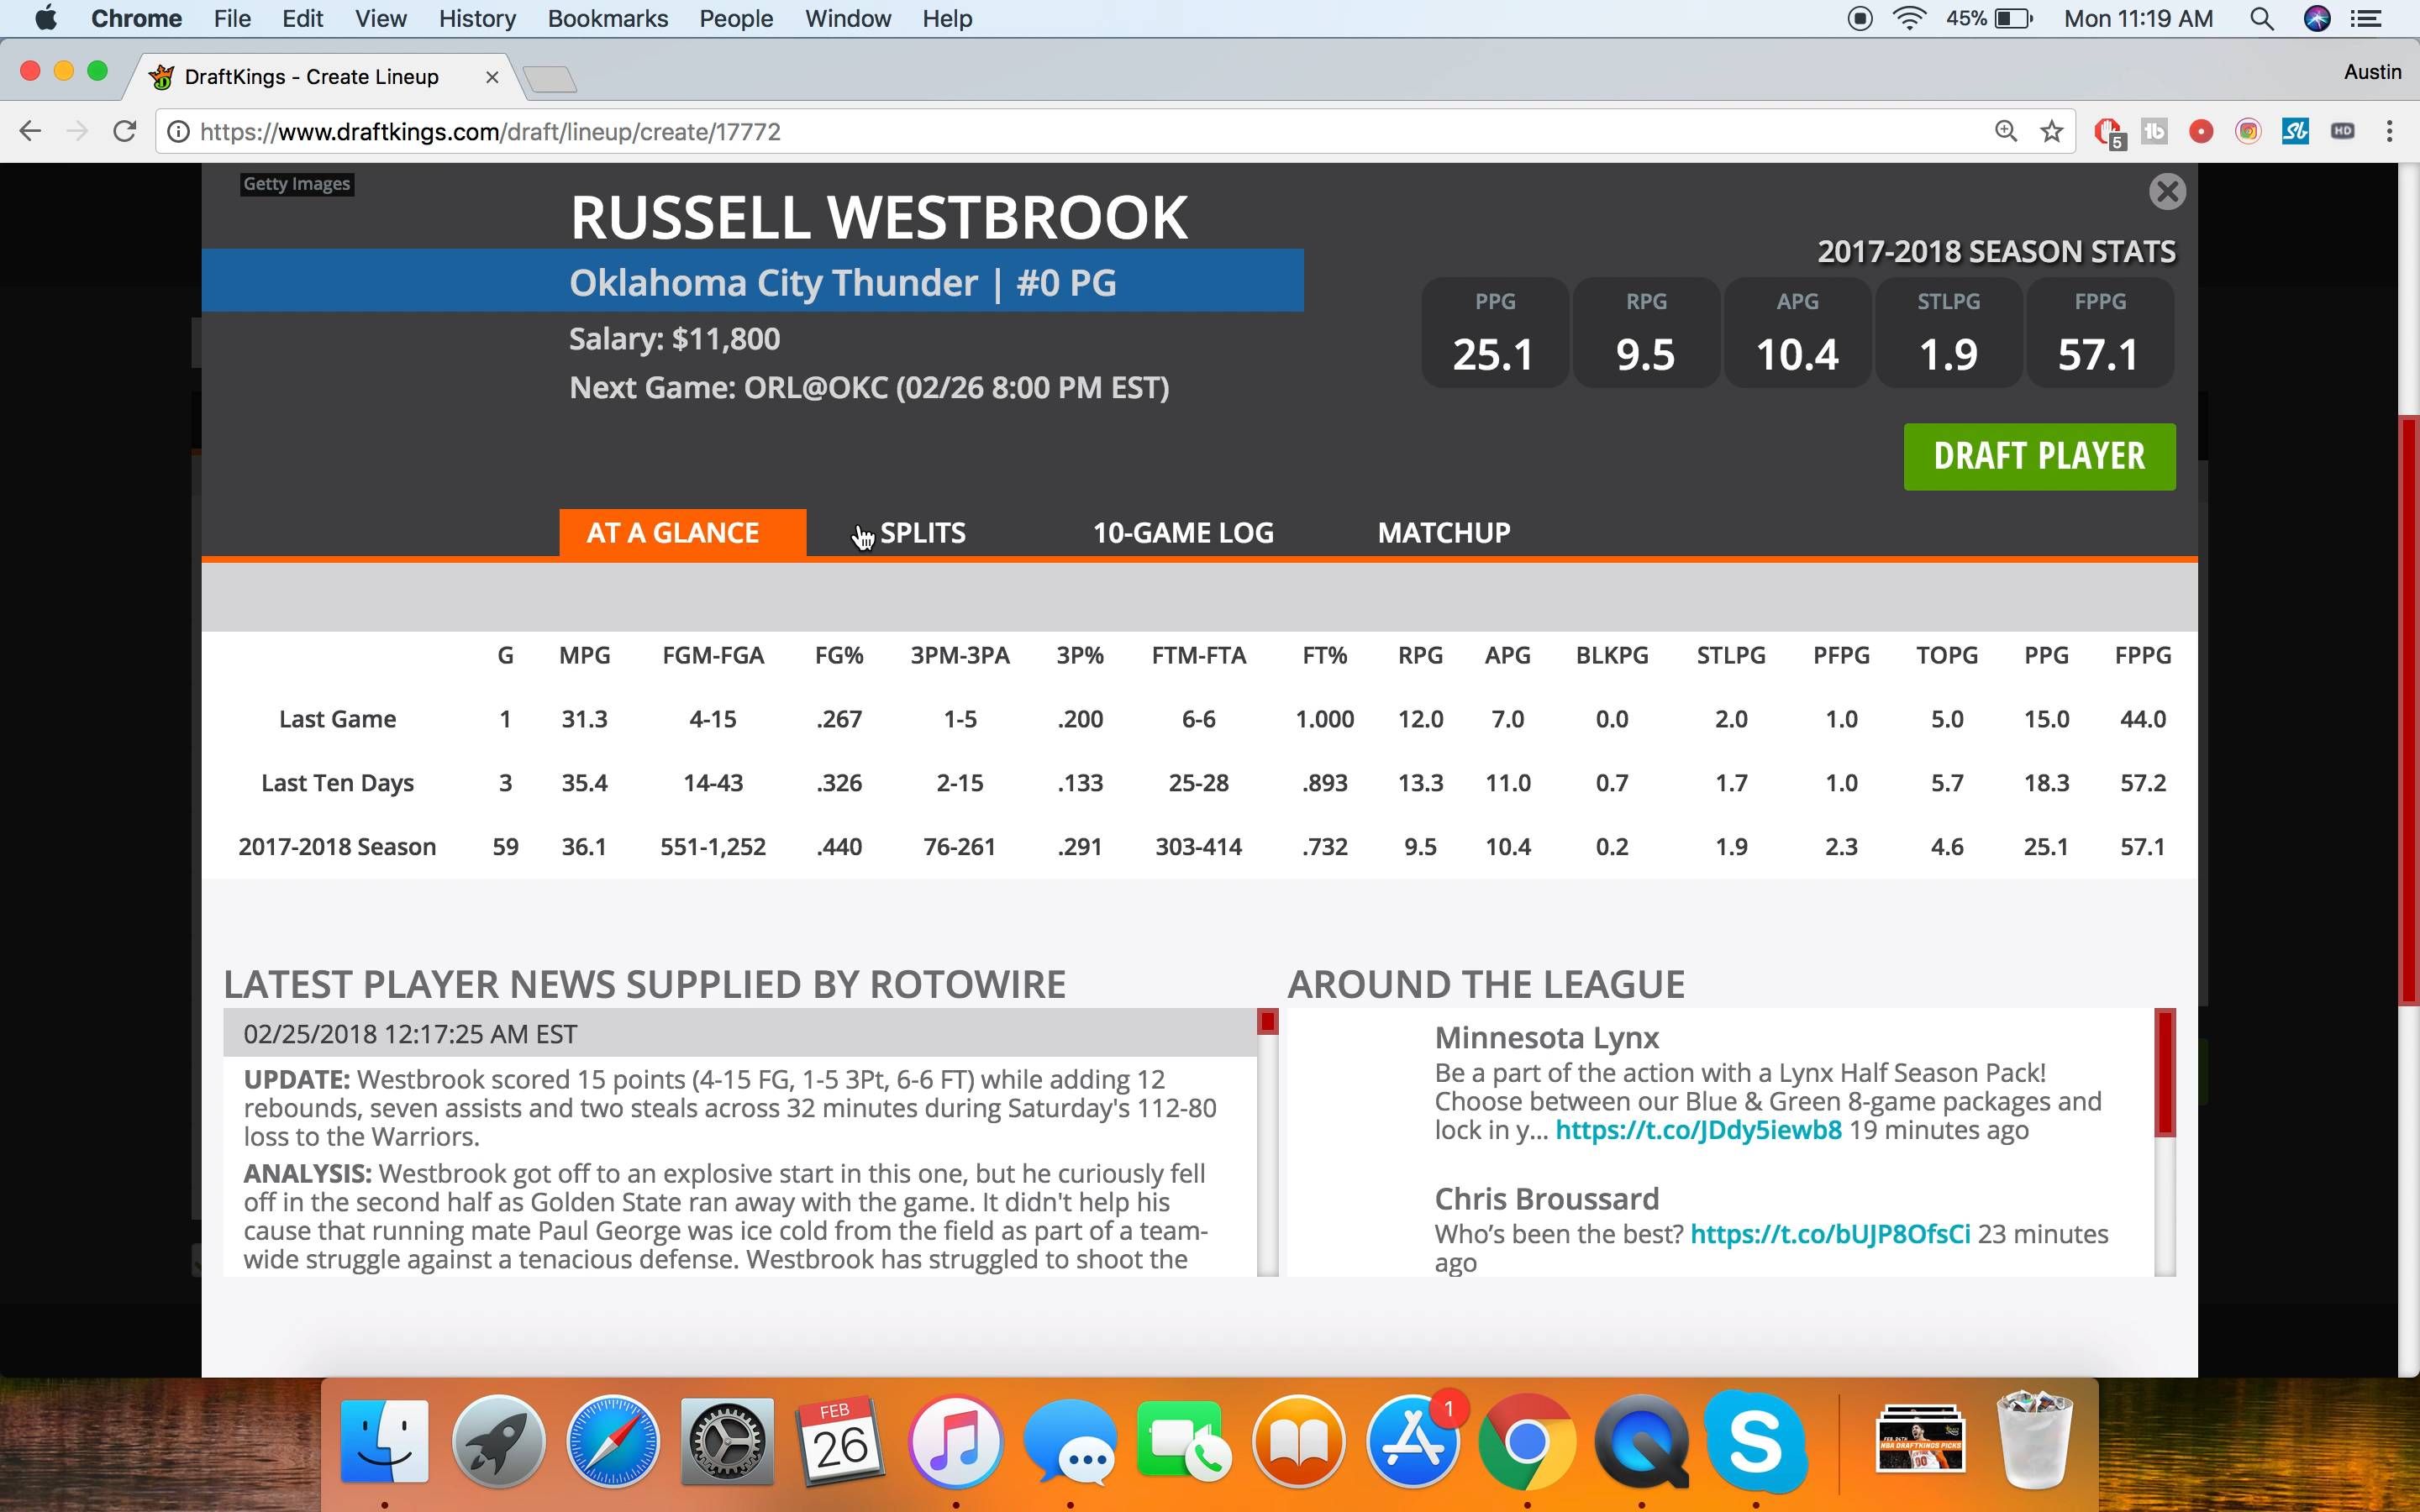 Chrome File Edit View History Bookmarks People Window Help 45% Mon 11:19 AM
DraftKings - Create Lineup Austin
https://www.draftkings.com/draft/lineup/create/17772 5 tb Sb HD
Getty Images
RUSSELL WESTBROOK
2017-2018 SEASON STATS
Oklahoma City Thunder | #0 PG
PPG RPG APG STLPG FPPG
25.1 9.5 10.4 1.9 57.1
Salary: $11,800
Next Game: ORL@OKC (02/26 8:00 PM EST)
DRAFT PLAYER
AT A GLANCE SPLITS 10-GAME LOG MATCHUP
G MPG FGM-FGA FG% 3PM-3PA 3P% FTM-FTA FT% RPG APG BLKPG STLPG PFPG TOPG PPG FPPG
Last Game 1 31.3 4-15 .267 1-5 .200 6-6 1.000 12.0 7.0 0.0 2.0 1.0 5.0 15.0 44.0
Last Ten Days 3 35.4 14-43 .326 2-15 .133 25-28 .893 13.3 11.0 0.7 1.7 1.0 5.7 18.3 57.2
2017-2018 Season 59 36.1 551-1,252 .440 76-261 .291 303-414 .732 9.5 10.4 0.2 1.9 2.3 4.6 25.1 57.1
LATEST PLAYER NEWS SUPPLIED BY ROTOWIRE
02/25/2018 12:17:25 AM EST
UPDATE: Westbrook scored 15 points (4-15 FG, 1-5 3Pt, 6-6 FT) while adding 12
rebounds, seven assists and two steals across 32 minutes during Saturday's 112-80
loss to the Warriors.
ANALYSIS: Westbrook got off to an explosive start in this one, but he curiously fell
off in the second half as Golden State ran away with the game. It didn't help his
cause that running mate Paul George was ice cold from the field as part of a team-
wide struggle against a tenacious defense. Westbrook has struggled to shoot the
AROUND THE LEAGUE
Minnesota Lynx
Be a part of the action with a Lynx Half Season Pack!
Choose between our Blue & Green 8-game packages and
lock in y... https://t.co/JDdy5iewb8 19 minutes ago
Chris Broussard
Who's been the best? https://t.co/bUJP8OfsCi 23 minutes
ago
FEB
26
1
S
NBA DRAFTKINGS PICKS